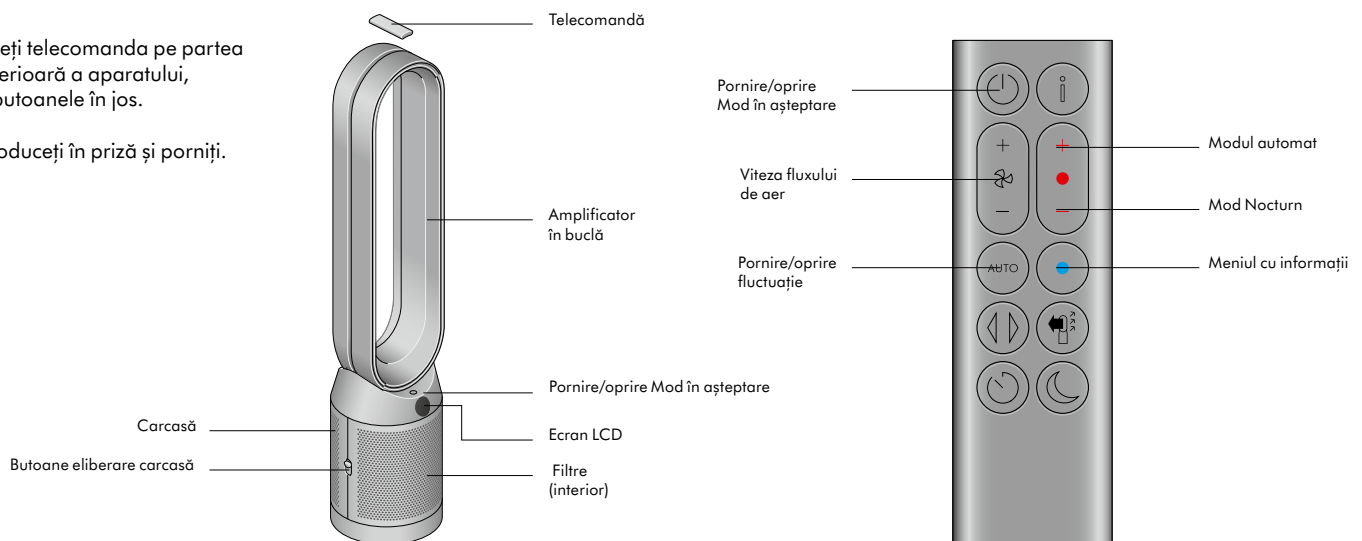 Telecomandă
eți telecomanda pe partea
erioară a aparatului,
butoanele în jos.
oduceți în priză și porniți.
Amplificator
în buclă
Pornire/oprire Mod în așteptare
Ecran LCD
Filtre
(interior)
Carcasă
Butoane eliberare carcasă
Pornire/oprire
Mod în așteptare
Viteza fluxului
de aer
Pornire/oprire
fluctuație
AUTO
Modul automat
Mod Nocturn
Meniul cu informații